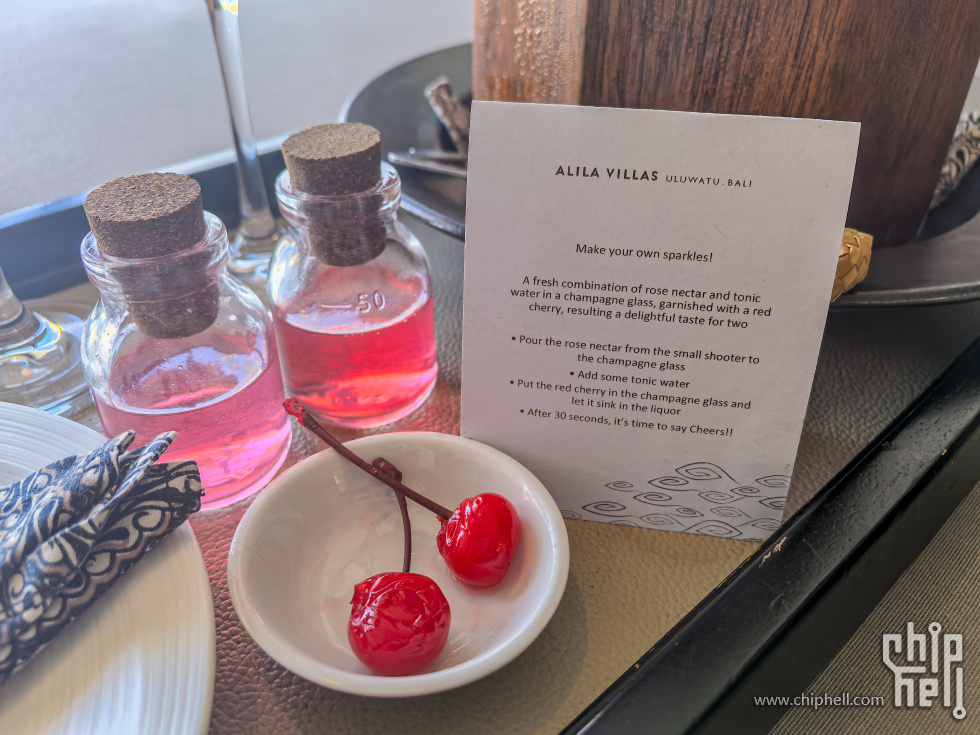 50
ALILA VILLAS ULUWATU.BALI
Make your own sparkles!
A fresh combination of rose nectar and tonic
water in a champagne glass, garnished with a red
cherry, resulting a delightful taste for two
• Pour the rose nectar from the small shooter to
the champagne glass
• Add some tonic water
• Put the red cherry in the champagne glass and
let it sink in the liquor
• After 30 seconds, it's time to say Cheers!!
www.chiphell.com
chip
hell